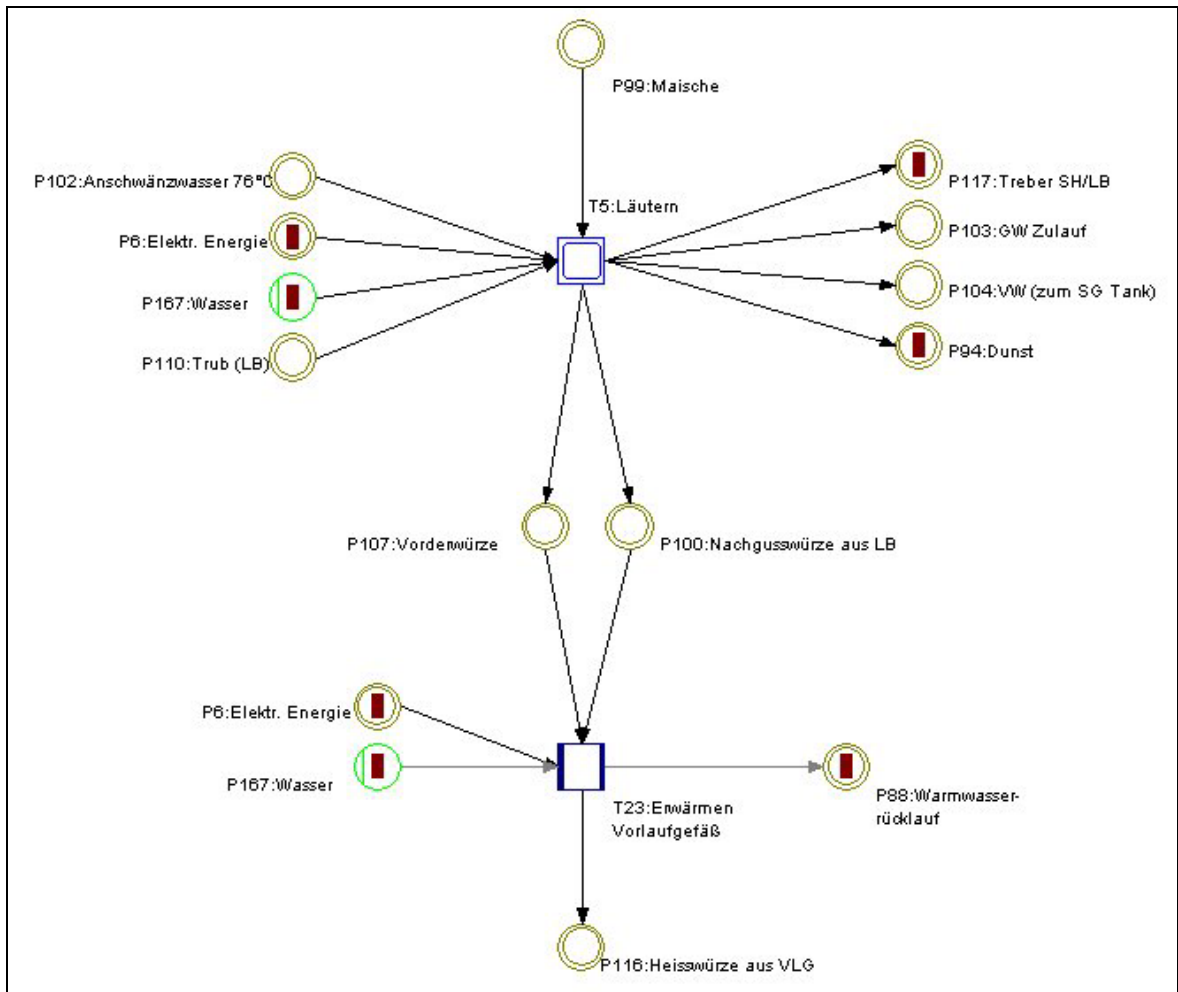 P99:Maische
P102:Anschwänzwasser 76°C
P117:Treber SH/LB
T5:Läutern
P6:Elektr. Energie
P103:GW Zulauf
P167:Wasser
P104:VW (zum SG Tank)
P110:Trub (LB)
P94:Dunst
P107:Vorderwürze
P100:Nachgusswürze aus LB
P6:Elektr. Energie
P167:Wasser
P88:Warmwasser-
rücklauf
T23:Erwärmen
Vorlaufgefäß
P116:Heisswürze aus VLG